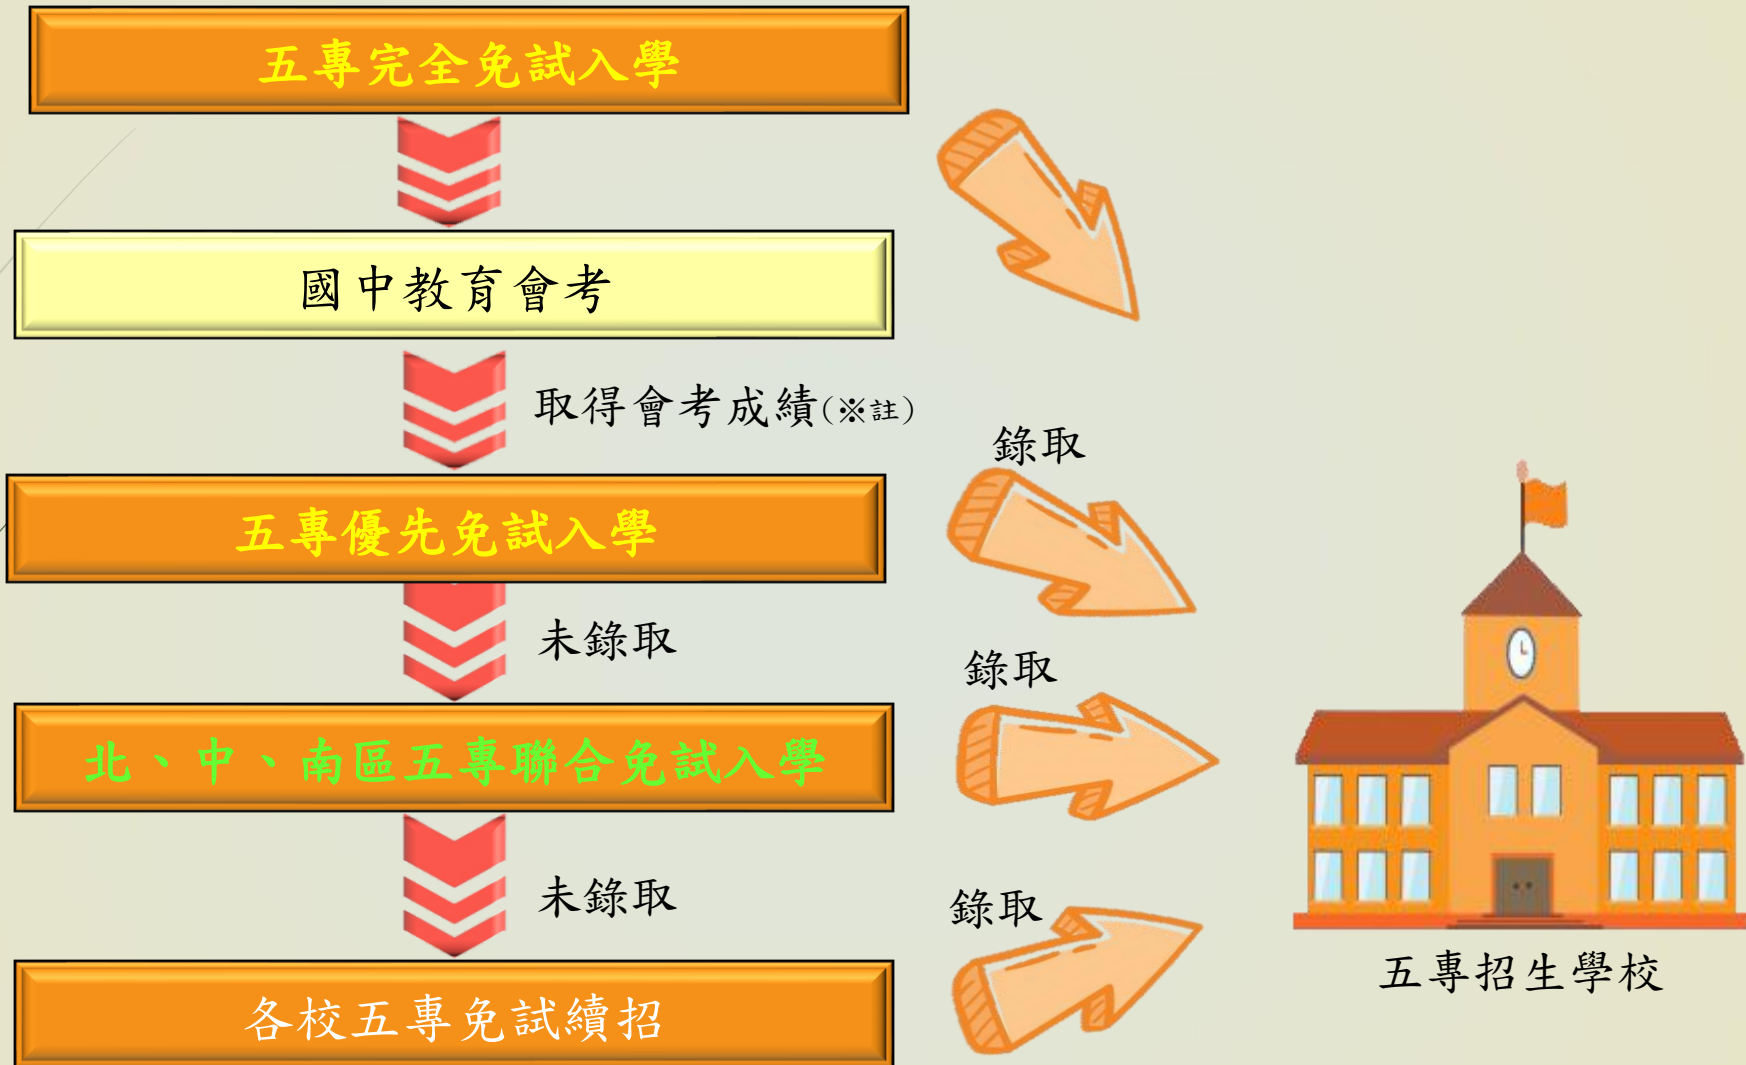 五專完全免試入學
國中教育會考
取得會考成績(※註)
錄取
五專優先免試入學
未錄取
錄取
北、中、南區五專聯合免試入學
未錄取
錄取
五專招生學校
各校五專免試續招